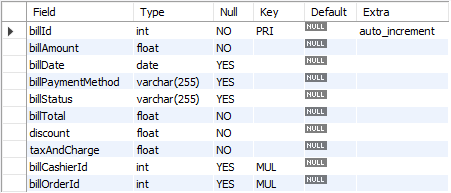 Field Type Null Key Default Extra
billId int NO PRI NULL auto_increment
billAmount float NO NULL
billDate date YES NULL
billPaymentMethod varchar(255) YES NULL
billStatus varchar(255) YES NULL
billTotal float NO NULL
discount float NO NULL
taxAndCharge float NO NULL
billCashierId int YES MUL NULL
billOrderId int YES MUL NULL